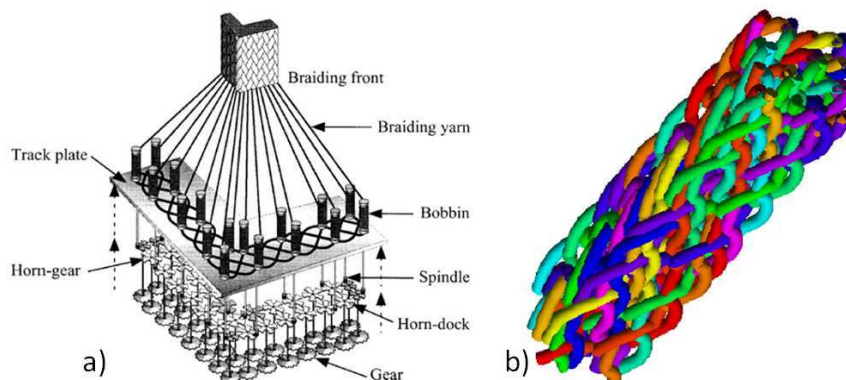 Braiding front
Braiding yarn
Track plate
Bobbin
Horn-gear
Spindle
Horn-dock
Gear
a)
b)